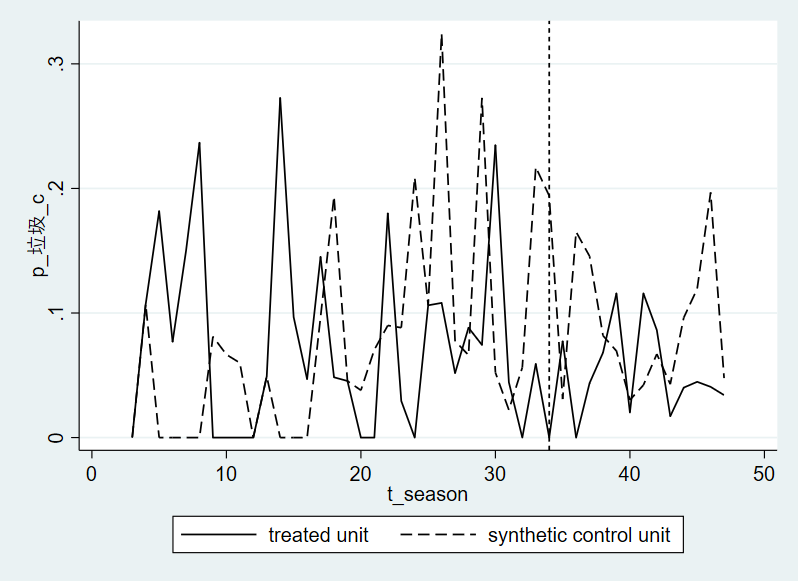 p_垃圾_c
.3
.2
.1
0
0 10 20 30 40 50
t_season
treated unit synthetic control unit